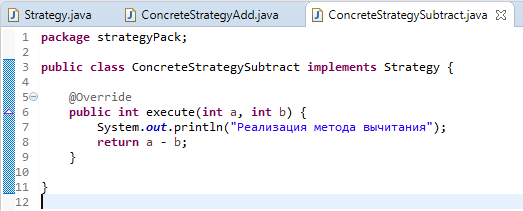 Strategy.java ConcreteStrategyAdd.java ConcreteStrategySubtract.java
1 package strategyPack;
2
3 public class ConcreteStrategySubtract implements Strategy {
4
5 @Override
6 public int execute(int a, int b) {
7 System.out.println("Реализация метода вычитания");
8 return a - b;
9 }
10
11 }
12